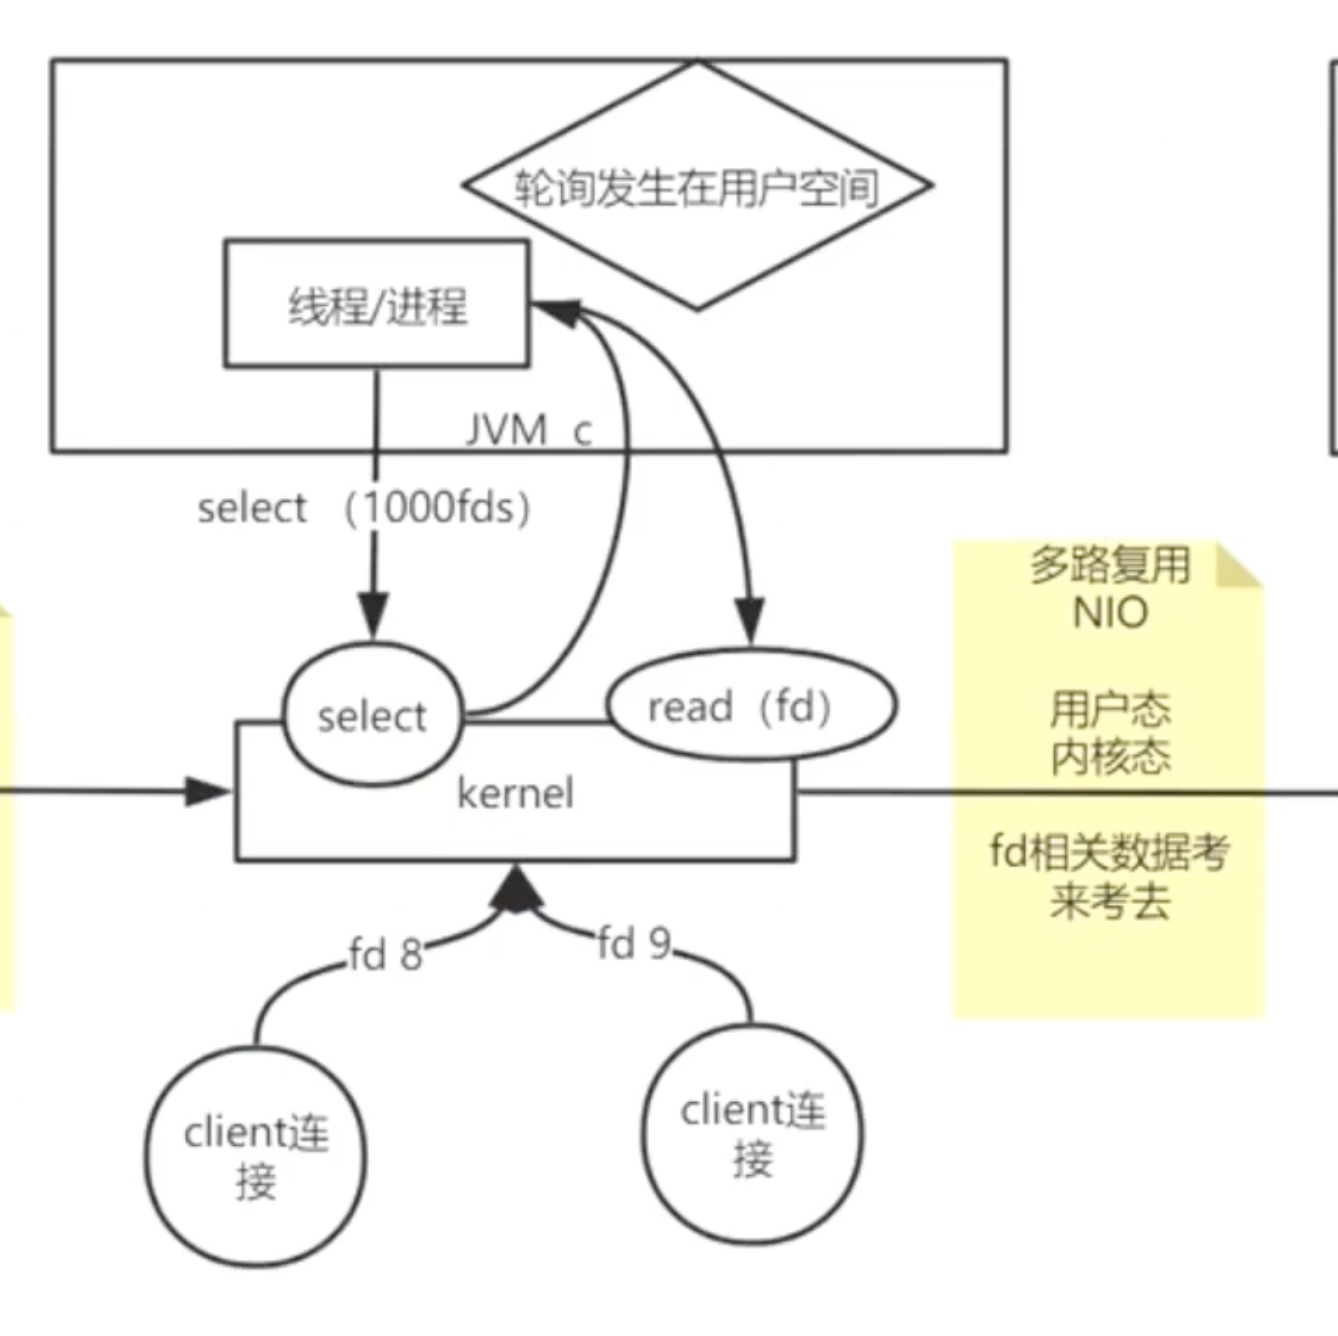 轮询发生在用户空间
线程/进程
JVM c
select （1000fds）
select
read（fd）
kernel
fd 8
fd 9
client连
接
client连
接
多路复用
NIO
用户态
内核态
fd相关数据考
来考去